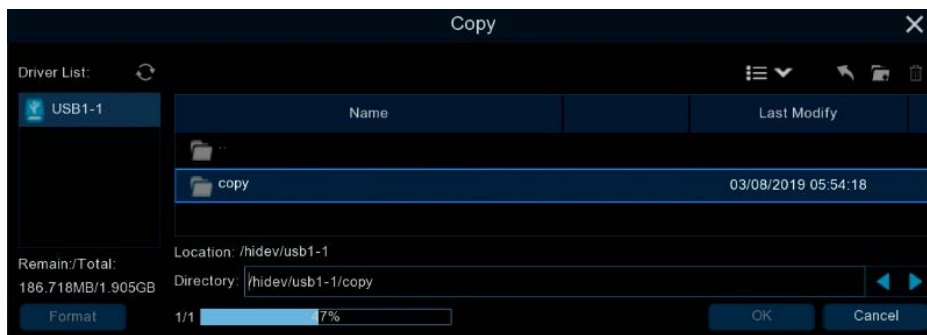 Copy
Driver List:
USB1-1
Name Last Modify
..
copy 03/08/2019 05:54:18
Location: /hidev/usb1-1
Remain:/Total:
186.718MB/1.905GB
Directory: /hidev/usb1-1/copy
Format 1/1 47% OK Cancel